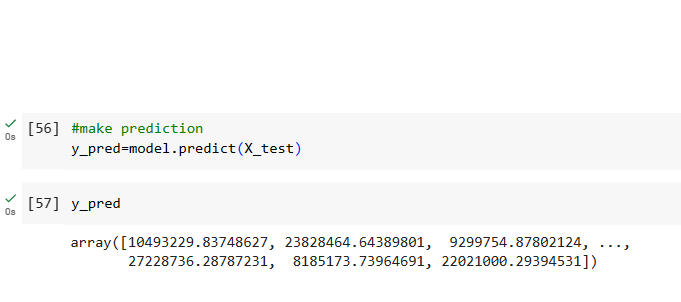 [56] #make prediction
0s y_pred=model.predict(X_test)
[57] y_pred
0s
array([10493229.83748627, 23828464.64389801,  9299754.87802124, ...,
       27228736.28787231,  8185173.73964691, 22021000.29394531])